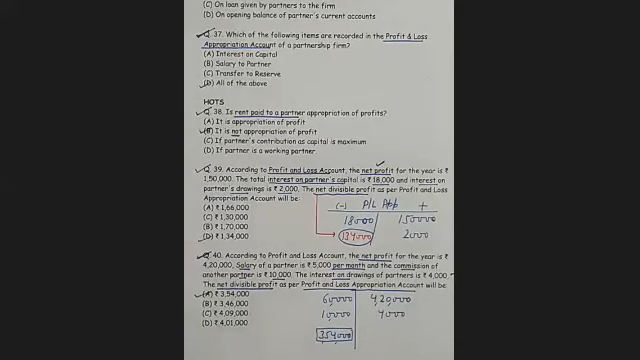 (C) On loan given by partners to the firm
(D) On opening balance of partner's current accounts
Q.37. Which of the following items are recorded in the Profit & Loss
Appropriation Account of a partnership firm?
(A) Interest on Capital
(B) Salary to Partner
(C) Transfer to Reserve
(D) All of the above
HOTS
Q.38. Is rent paid to a partner appropriation of profits?
(A) It is appropriation of profit
(B) It is not appropriation of profit
(C) If partner's contribution as capital is maximum
(D) If partner is a working partner.
Q.39. According to Profit and Loss Account, the net profit for the year is ₹
1,50,000. The total interest on partner's capital is ₹ 18,000 and interest on
partner's drawings is ₹ 2,000. The net divisible profit as per Profit and Loss
Appropriation Account will be:
(A) ₹ 1,66,000
(C) ₹ 1,30,000
(B) ₹ 1,70,000
(D) ₹ 1,34,000
(-) P/L App +
18000 150000
134000 2000
Q.40. According to Profit and Loss Account, the net profit for the year is ₹
4,20,000. Salary of a partner is ₹ 5,000 per month and the commission of
another partner is ₹ 10,000. The interest on drawings of partners is ₹ 4,000.
The net divisible profit as per Profit and Loss Appropriation Account will be:
(A) ₹ 3,54,000
(B) ₹ 3,46,000
(C) ₹ 4,09,000
(D) ₹ 4,01,000
60000 420000
10000 4000
354000